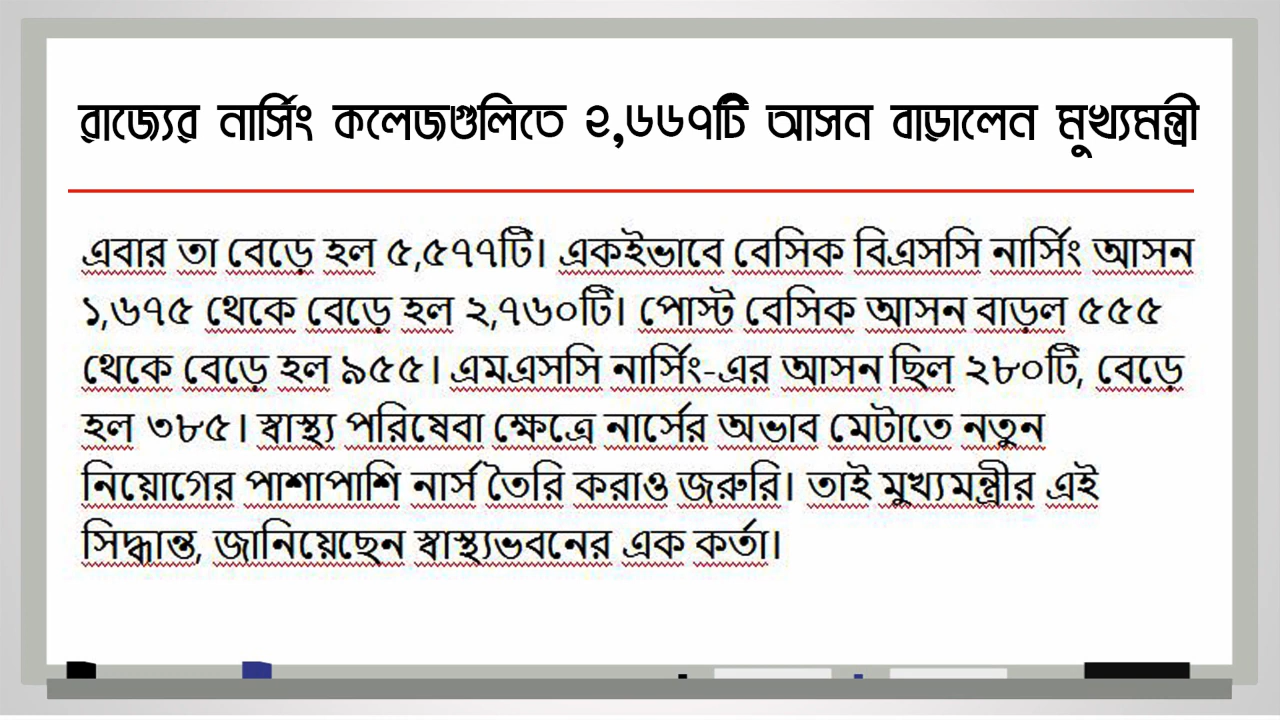 রাজ্যের নার্সিং কলেজগুলিতে ২,৬৬৭টি আসন বাড়ালেন মুখ্যমন্ত্রী
এবার তা বেড়ে হল ৫,৫৭৭টি। একইভাবে বেসিক বিএসসি নার্সিং আসন
১,৬৭৫ থেকে বেড়ে হল ২,৭৬০টি। পোস্ট বেসিক আসন বাড়ল ৫৫৫
থেকে বেড়ে হল ৯৫৫। এমএসসি নার্সিং-এর আসন ছিল ২৮০টি, বেড়ে
হল ৩৮৫। স্বাস্থ্য পরিষেবা ক্ষেত্রে নার্সের অভাব মেটাতে নতুন
নিয়োগের পাশাপাশি নার্স তৈরি করাও জরুরি। তাই মুখ্যমন্ত্রীর এই
সিদ্ধান্ত, জানিয়েছেন স্বাস্থ্যভবনের এক কর্তা।